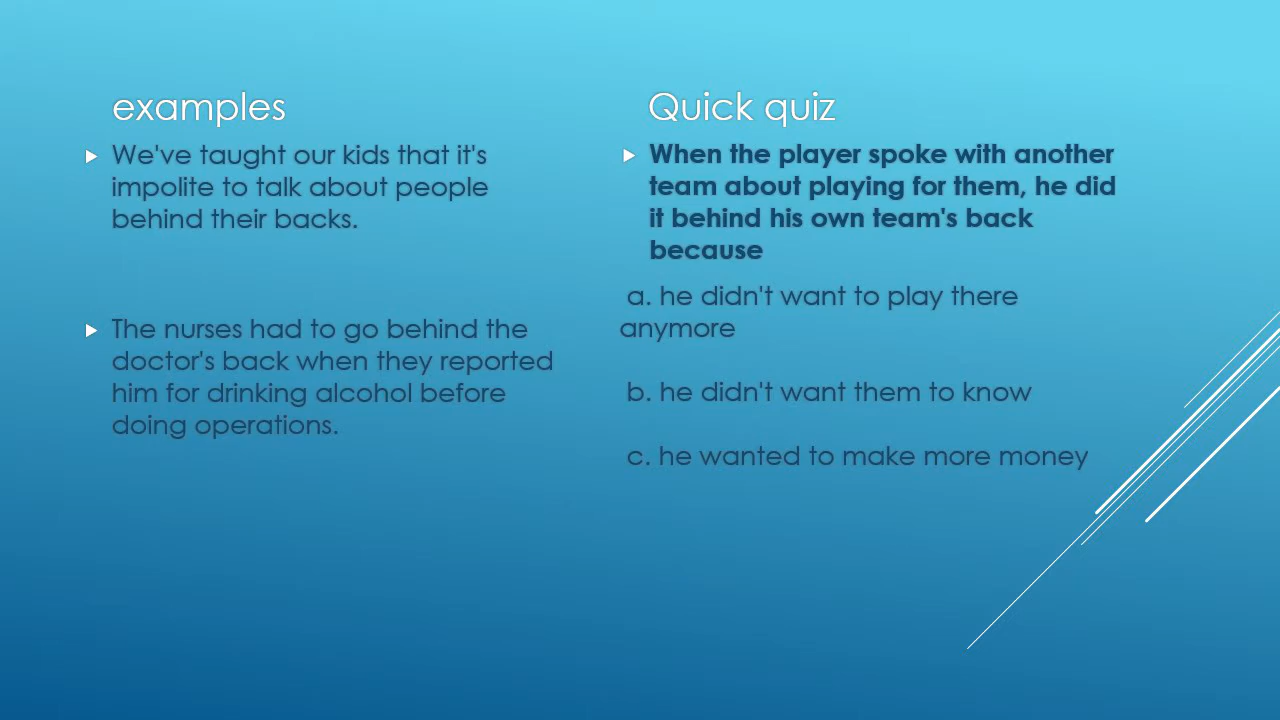 examples
We've taught our kids that it's
impolite to talk about people
behind their backs.
The nurses had to go behind the
doctor's back when they reported
him for drinking alcohol before
doing operations.
Quick quiz
When the player spoke with another
team about playing for them, he did
it behind his own team's back
because
a. he didn't want to play there
anymore
b. he didn't want them to know
c. he wanted to make more money